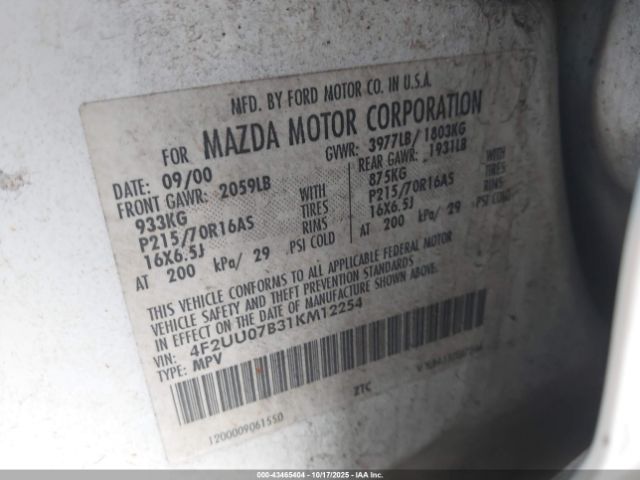 MFD. BY FORD MOTOR CO. IN U.S.A.
FOR MAZDA MOTOR CORPORATION
DATE: 09/00 GVWR: 3977LB/1803KG
FRONT GAWR: 2059LB REAR GAWR: 1931LB
933KG WITH 875KG WITH
P215/70R16AS TIRES P215/70R16AS TIRES
16X6.5J RIMS 16X6.5J RIMS
AT 200 kPa/ 29 PSI COLD AT 200 kPa/ 29 PSI COLD
THIS VEHICLE CONFORMS TO ALL APPLICABLE FEDERAL MOTOR
VEHICLE SAFETY AND THEFT PREVENTION STANDARDS
IN EFFECT ON THE DATE OF MANUFACTURE SHOWN ABOVE.
VIN: 4F2UU07B31KM12254
TYPE: MPV
ZTC
1200009061550
000-43465404 | 10/17/2025 - IAA Inc.